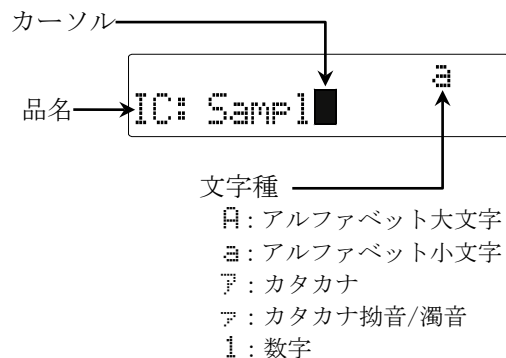 カーソル
a
品名
IC: Sampl
文字種
A：アルファベット大文字
a：アルファベット小文字
ア：カタカナ
ァ：カタカナ拗音/濁音
1：数字